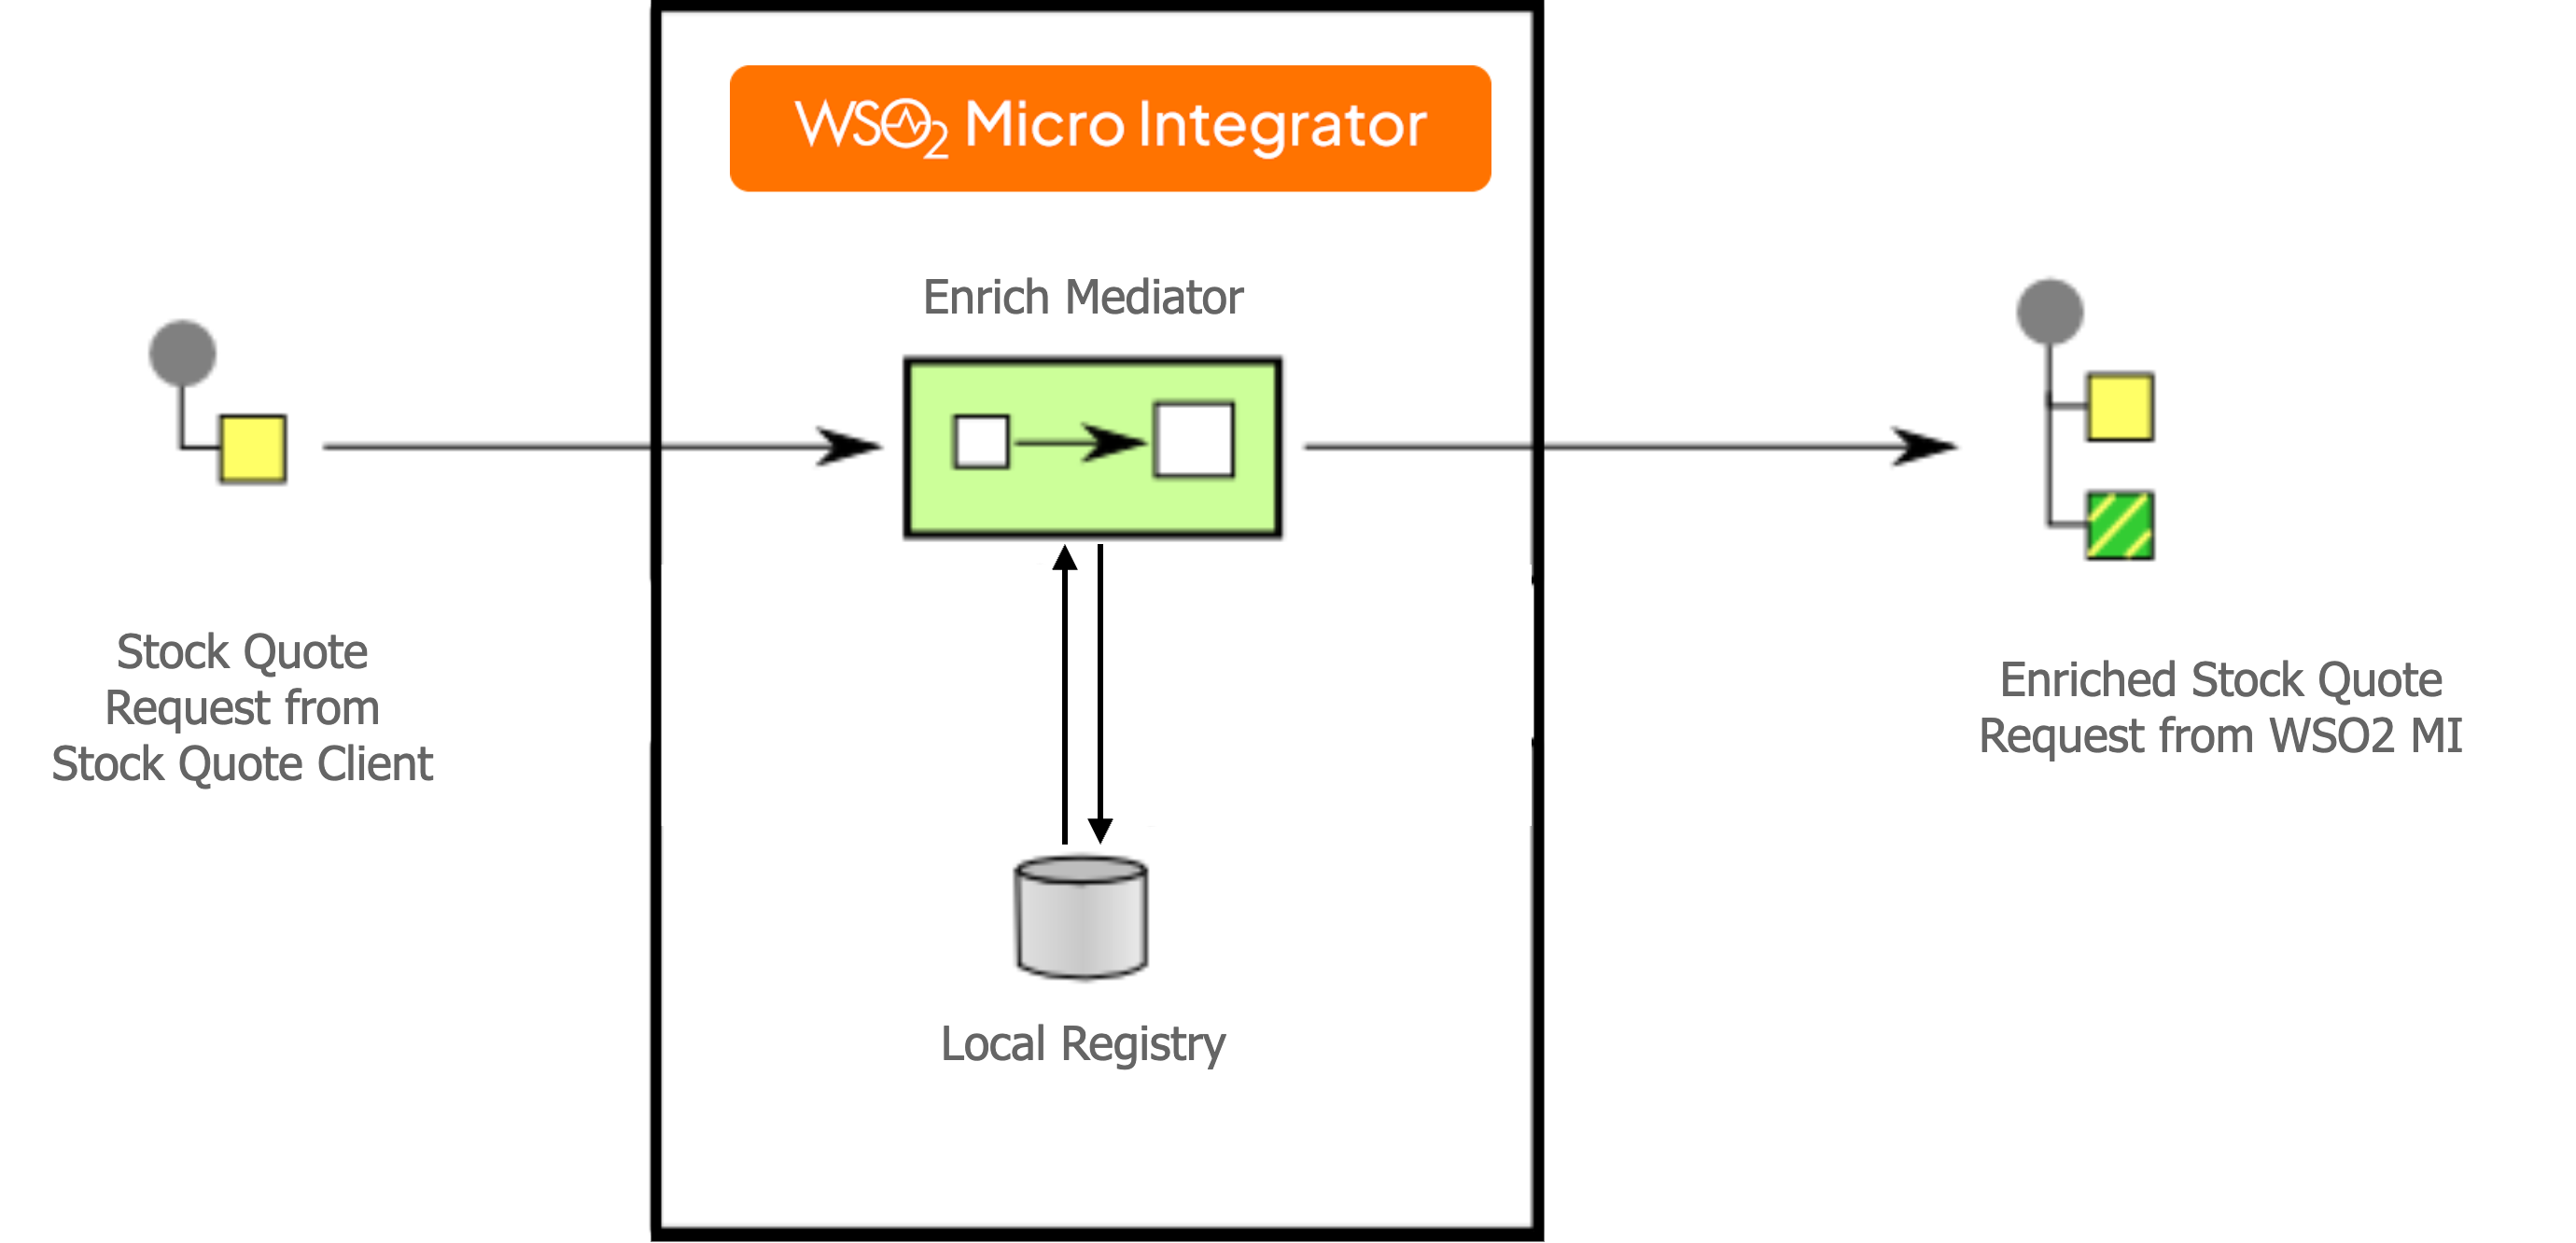 WSO2 Micro Integrator
Enrich Mediator
Stock Quote
Request from
Stock Quote Client
Enriched Stock Quote
Request from WSO2 MI
Local Registry